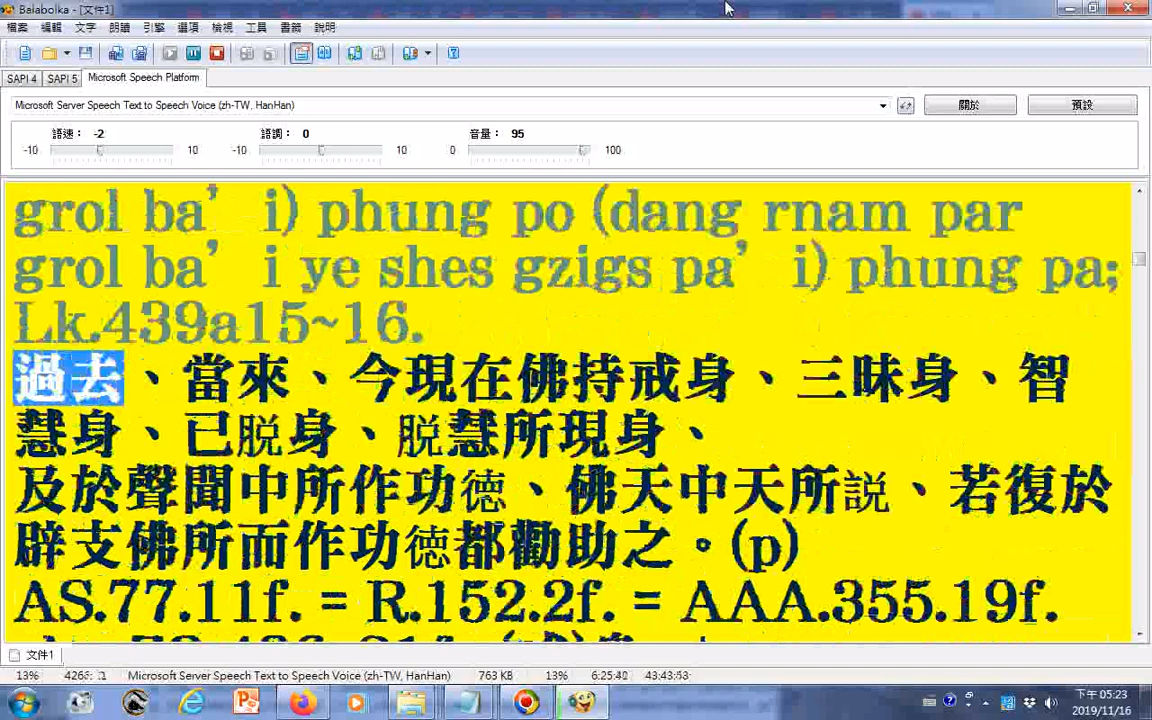 Balabolka - [文件1]
檔案 編輯 文字 朗讀 引擎 選項 檢視 工具 書籤 說明
SAPI 4 SAPI 5 Microsoft Speech Platform
Microsoft Server Speech Text to Speech Voice (zh-TW, HanHan) 關於 預設
語速： -2 語調： 0 音量： 95
-10 10 -10 10 0 100
grol ba’ i) phung po (dang rnam par
grol ba’ i ye shes gzigs pa’ i) phung pa;
Lk.439a15~16.
過去、當來、今現在佛持戒身、三昧身、智
慧身、已脱身、脱慧所現身、
及於聲聞中所作功徳、佛天中天所説、若復於
辟支佛所而作功徳都勸助之。(p)
AS.77.11f. = R.152.2f. = AAA.355.19f.
文件1
13% Microsoft Server Speech Text to Speech Voice (zh-TW, HanHan) 763 KB 13% 6:25:40 43:43:53
下午 05:23
2019/11/16